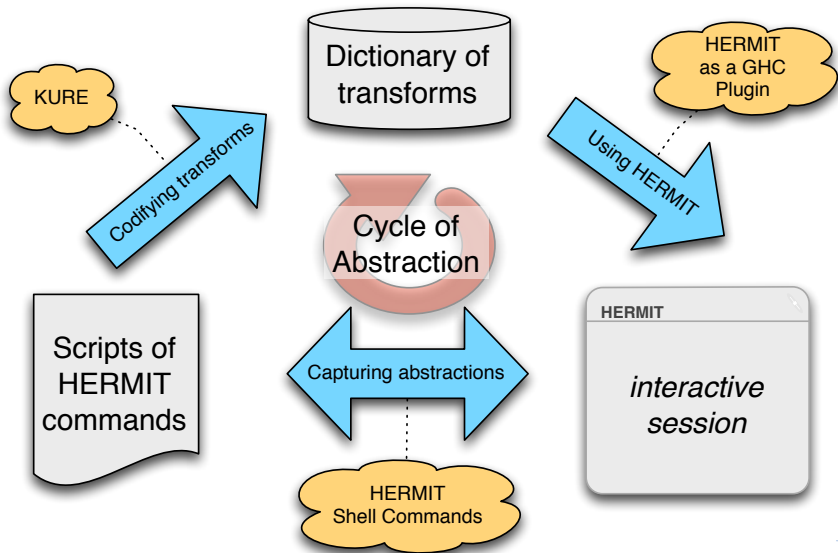 Dictionary of
transforms
HERMIT
as a GHC
Plugin
KURE
Codifying transforms
Using HERMIT
Cycle of
Abstraction
Scripts of
HERMIT
commands
Capturing abstractions
HERMIT
interactive
session
HERMIT
Shell Commands